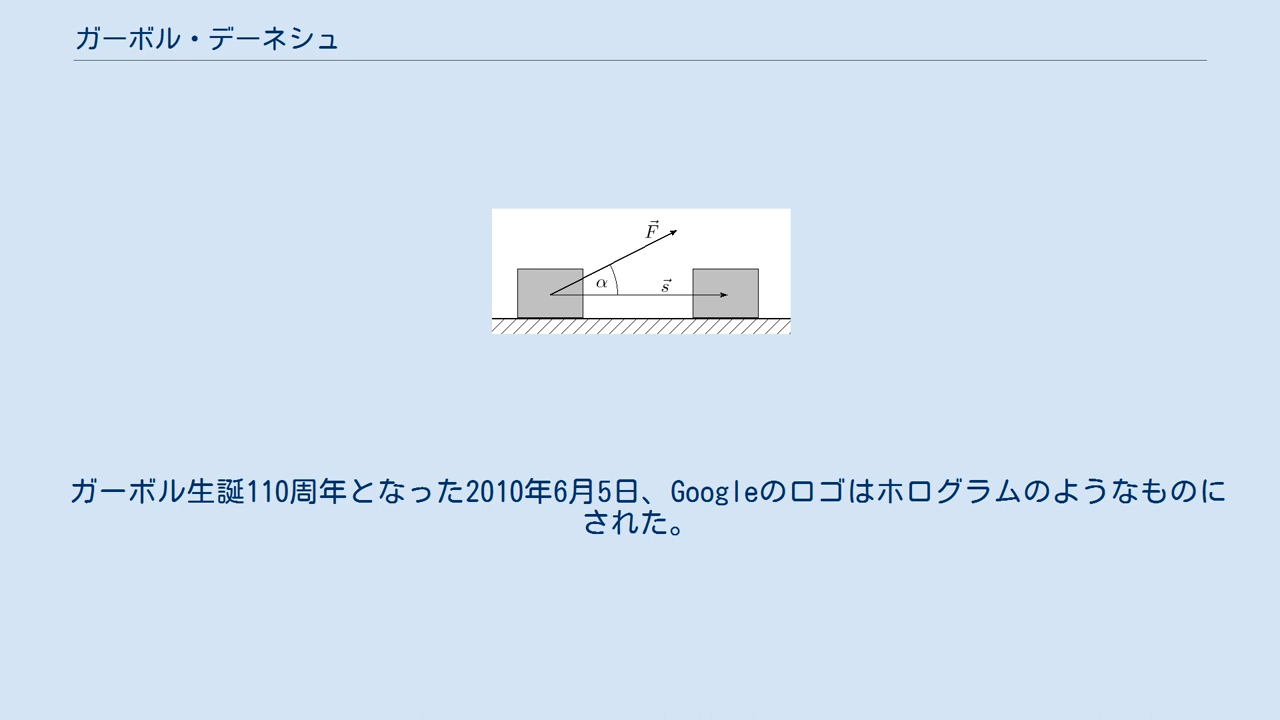 ガーボル・デーネシュ
F⃗
α
s⃗
ガーボル生誕110周年となった2010年6月5日、Googleのロゴはホログラムのようなものに
された。